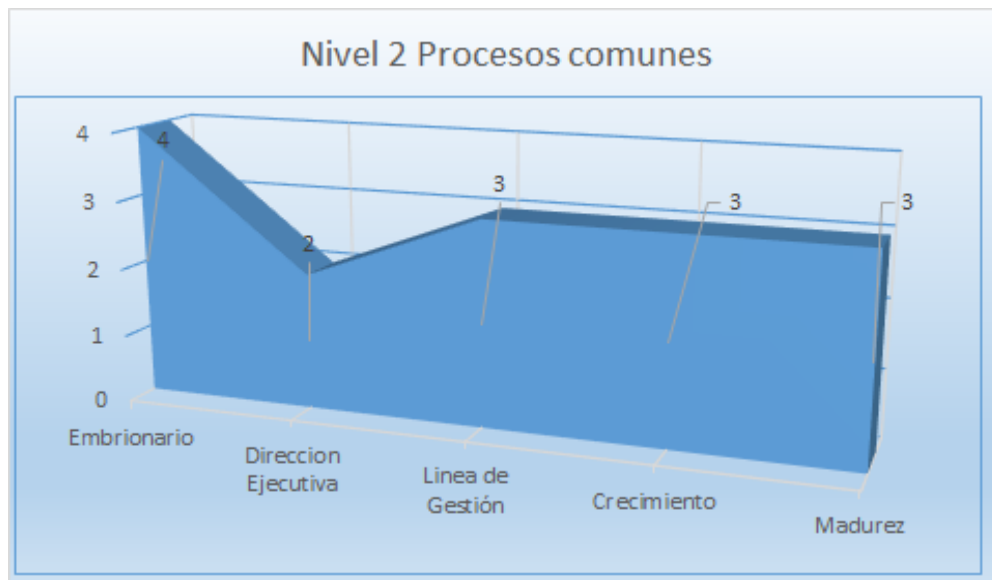 Nivel 2 Procesos comunes
4
3
2
1
0
4
2
3
3
3
Embrionario
Direccion
Ejecutiva
Linea de
Gestión
Crecimiento
Madurez